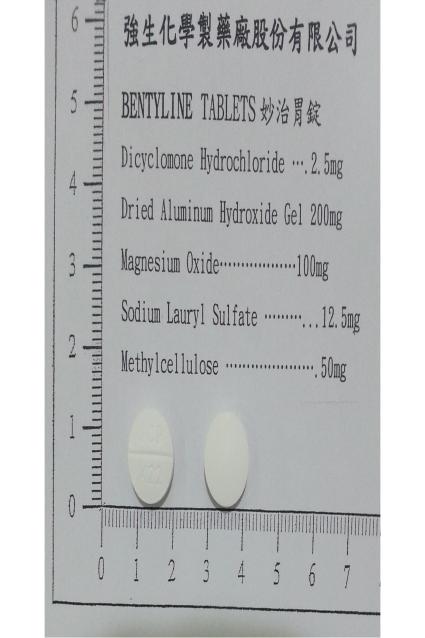 強生化學製藥廠股份有限公司
BENTYLINE TABLETS 妙治胃錠
Dicyclomone Hydrochloride ….2.5mg
Dried Aluminum Hydroxide Gel 200mg
Magnesium Oxide………………100mg
Sodium Lauryl Sulfate ………...12.5mg
Methylcellulose ………………….50mg
6
5
4
3
2
1
0
0 1 2 3 4 5 6 7